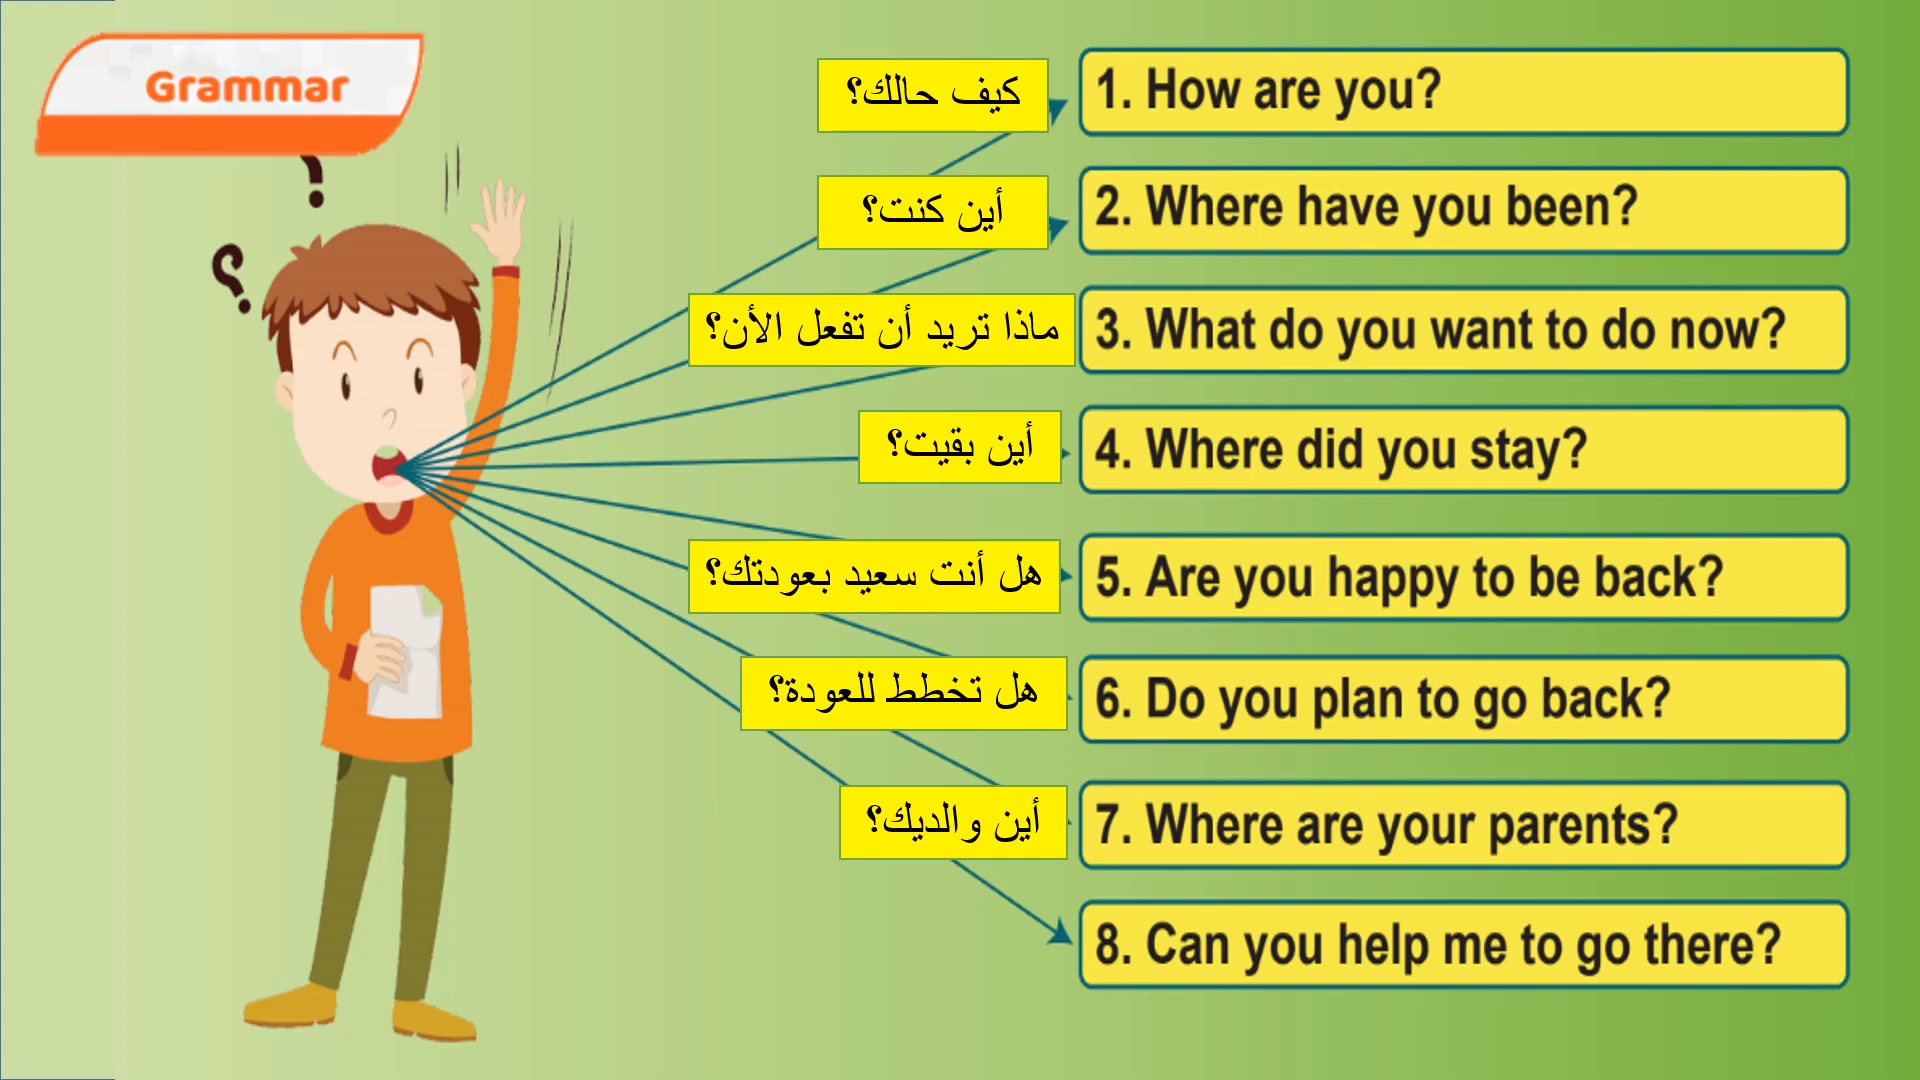 Grammar
كيف حالك؟
1. How are you?
أين كنت؟
2. Where have you been?
ماذا تريد أن تفعل الأن؟
3. What do you want to do now?
أين بقيت؟
4. Where did you stay?
هل أنت سعيد بعودتك؟
5. Are you happy to be back?
هل تخطط للعودة؟
6. Do you plan to go back?
أين والديك؟
7. Where are your parents?
8. Can you help me to go there?